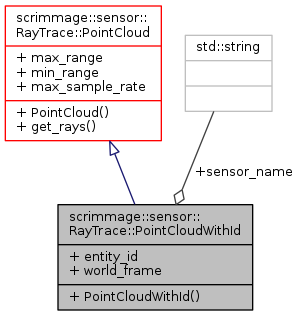 scrimmage::sensor::
RayTrace::PointCloud
+ max_range
+ min_range
+ max_sample_rate
+ PointCloud()
+ get_rays()
std::string
+sensor_name
scrimmage::sensor::
RayTrace::PointCloudWithId
+ entity_id
+ world_frame
+ PointCloudWithId()